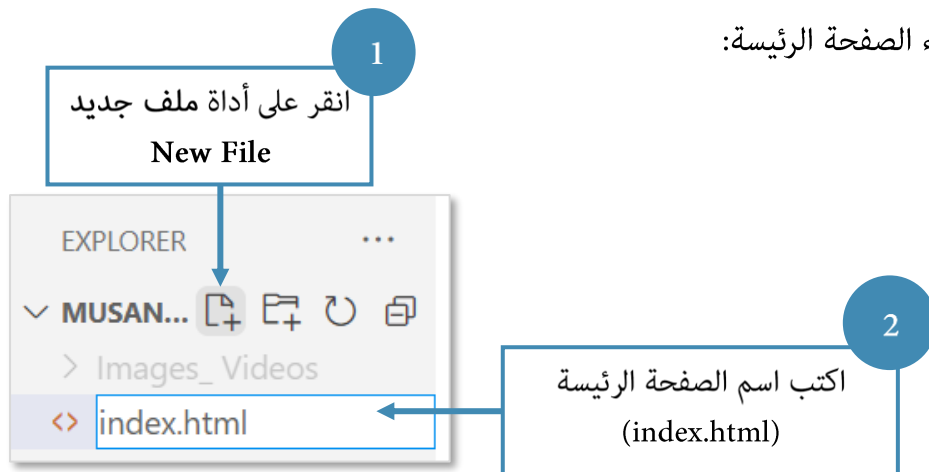 ء الصفحة الرئيسة:
1
انقر على أداة ملف جديد
New File
EXPLORER ...
MUSAN...
Images_ Videos
index.html
2
اكتب اسم الصفحة الرئيسة
(index.html)